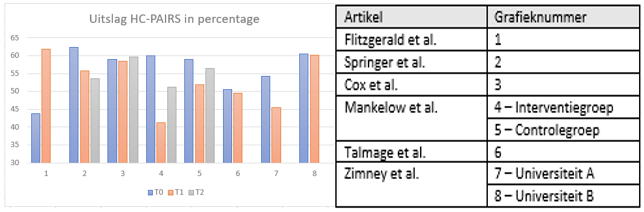 Uitslag HC-PAIRS in percentage
65
60
55
50
45
40
35
30
1 2 3 4 5 6 7 8
T0 T1 T2
Artikel Grafieknummer
Flitzgerald et al. 1
Springer et al. 2
Cox et al. 3
Mankelow et al. 4 – Interventiegroep
5 – Controlegroep
Talmage et al. 6
Zimney et al. 7 – Universiteit A
8 – Universiteit B